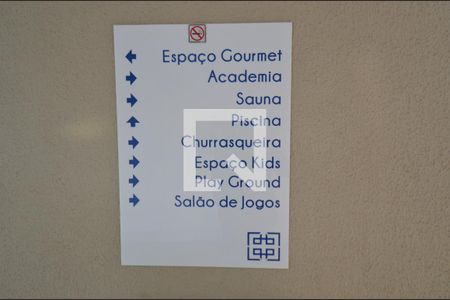 Espaço Gourmet
Academia
Sauna
Piscina
Churrasqueira
Espaço Kids
Play Ground
Salão de Jogos